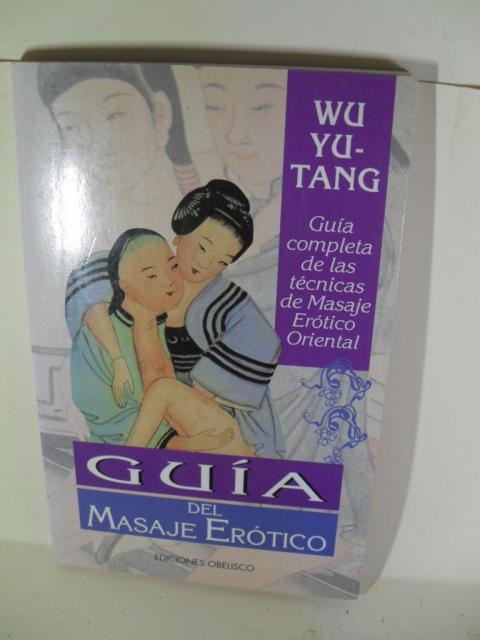 WU
YU-
TANG
Guía
completa
de las
técnicas
de Masaje
Erótico
Oriental
GUÍA
DEL
MASAJE ERÓTICO
EDICIONES OBELISCO